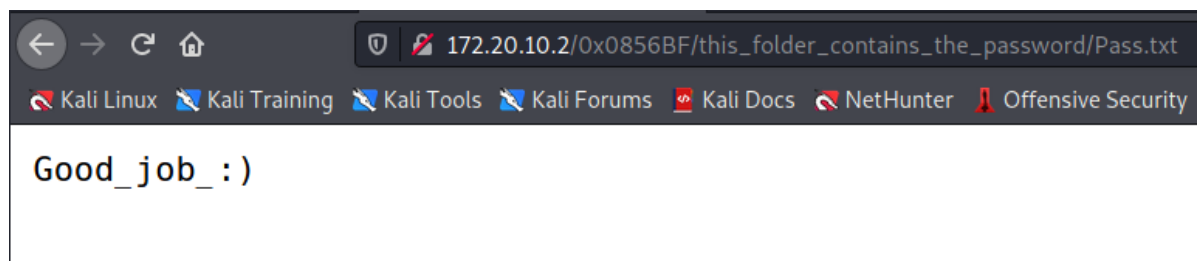 172.20.10.2/0x0856BF/this_folder_contains_the_password/Pass.txt
Kali Linux Kali Training Kali Tools Kali Forums Kali Docs NetHunter Offensive Security
Good_job_:)